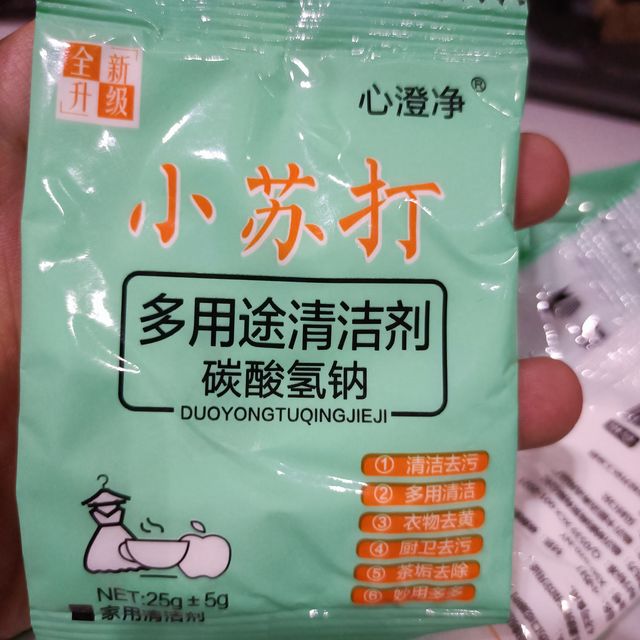 全新
升级
心澄净®
小苏打
多用途清洁剂
碳酸氢钠
DUOYONGTUQINGJIEJI
① 清洁去污
② 多用清洁
③ 衣物去黄
④ 厨卫去污
⑤ 茶垢去除
⑥ 妙用多多
NET:25g±5g
家用清洁剂